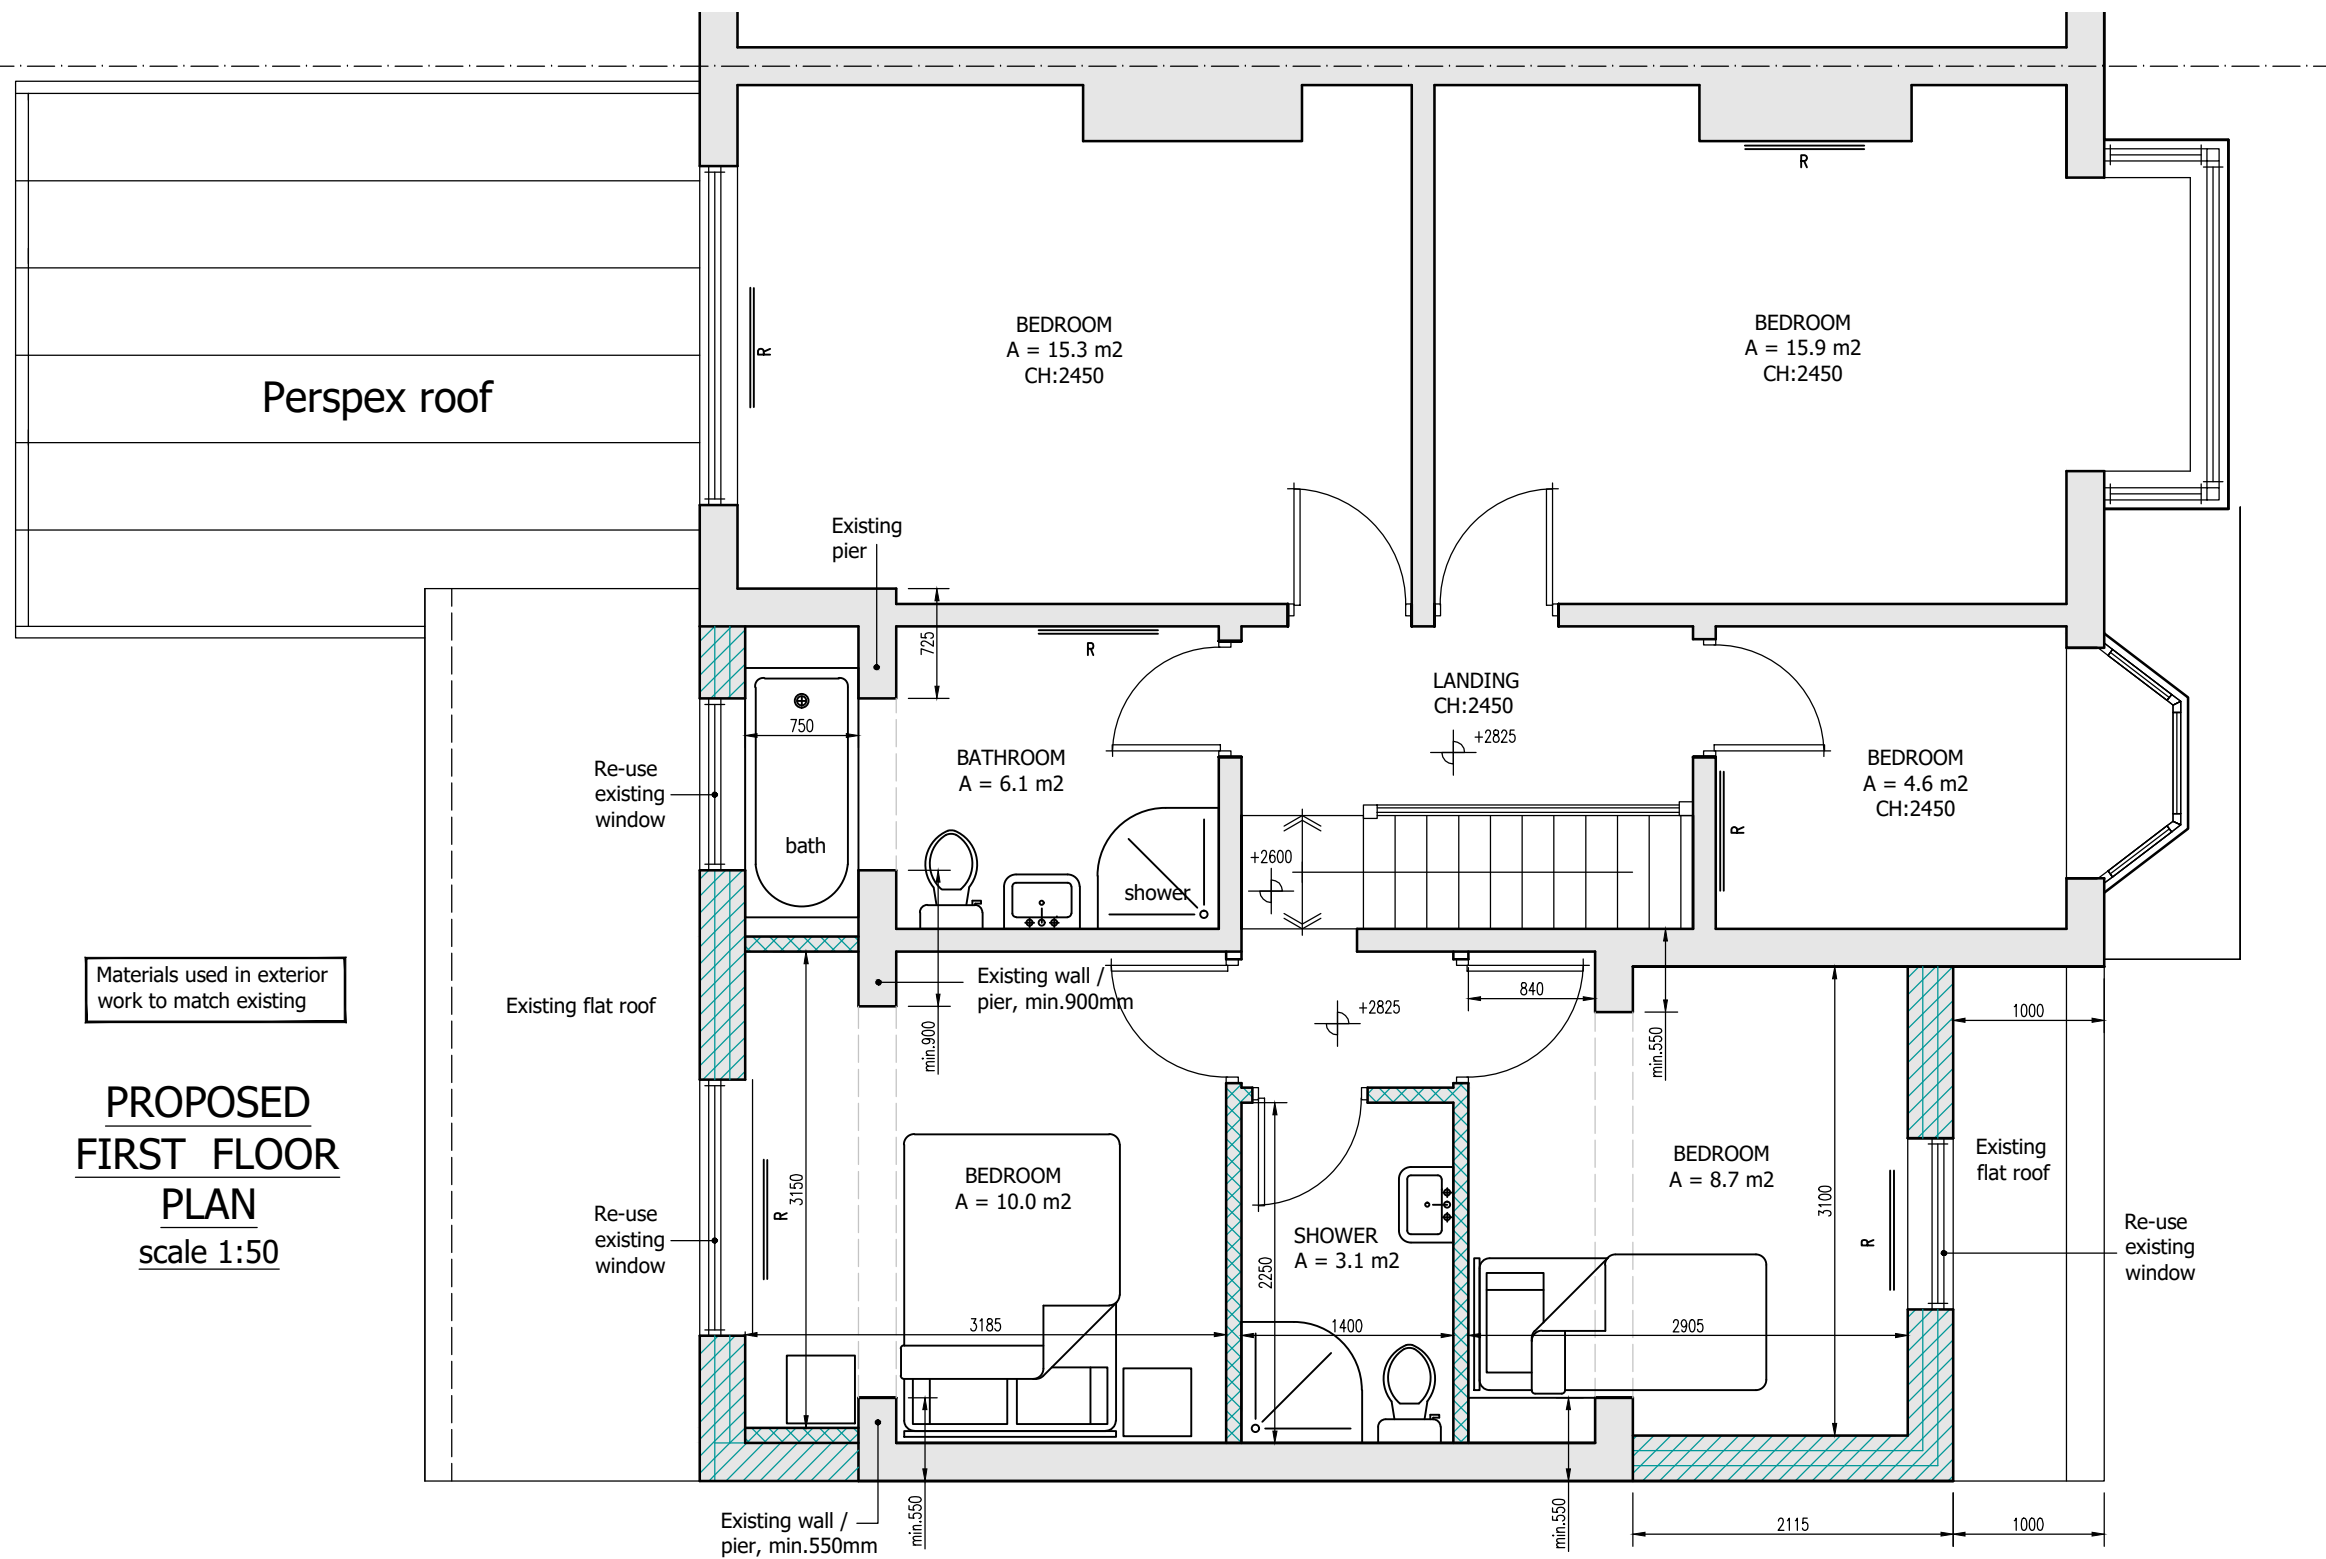 R
BEDROOM
A = 15.3 m2
CH:2450
R
BEDROOM
A = 15.9 m2
CH:2450
R
Perspex roof
Existing
pier
725
R
LANDING
CH:2450
+2825
750
BATHROOM
A = 6.1 m2
BEDROOM
A = 4.6 m2
CH:2450
R
Re-use
existing
window
bath
shower
+2600
Materials used in exterior
work to match existing
Existing flat roof
Existing wall /
pier, min.900mm
min.900
840
+2825
min.550
1000
PROPOSED
FIRST FLOOR
PLAN
scale 1:50
Re-use
existing
window
R
3150
BEDROOM
A = 10.0 m2
3185
SHOWER
A = 3.1 m2
2250
1400
BEDROOM
A = 8.7 m2
3100
R
2905
Existing
flat roof
Re-use
existing
window
Existing wall /
pier, min.550mm
min.550
min.550
2115
1000